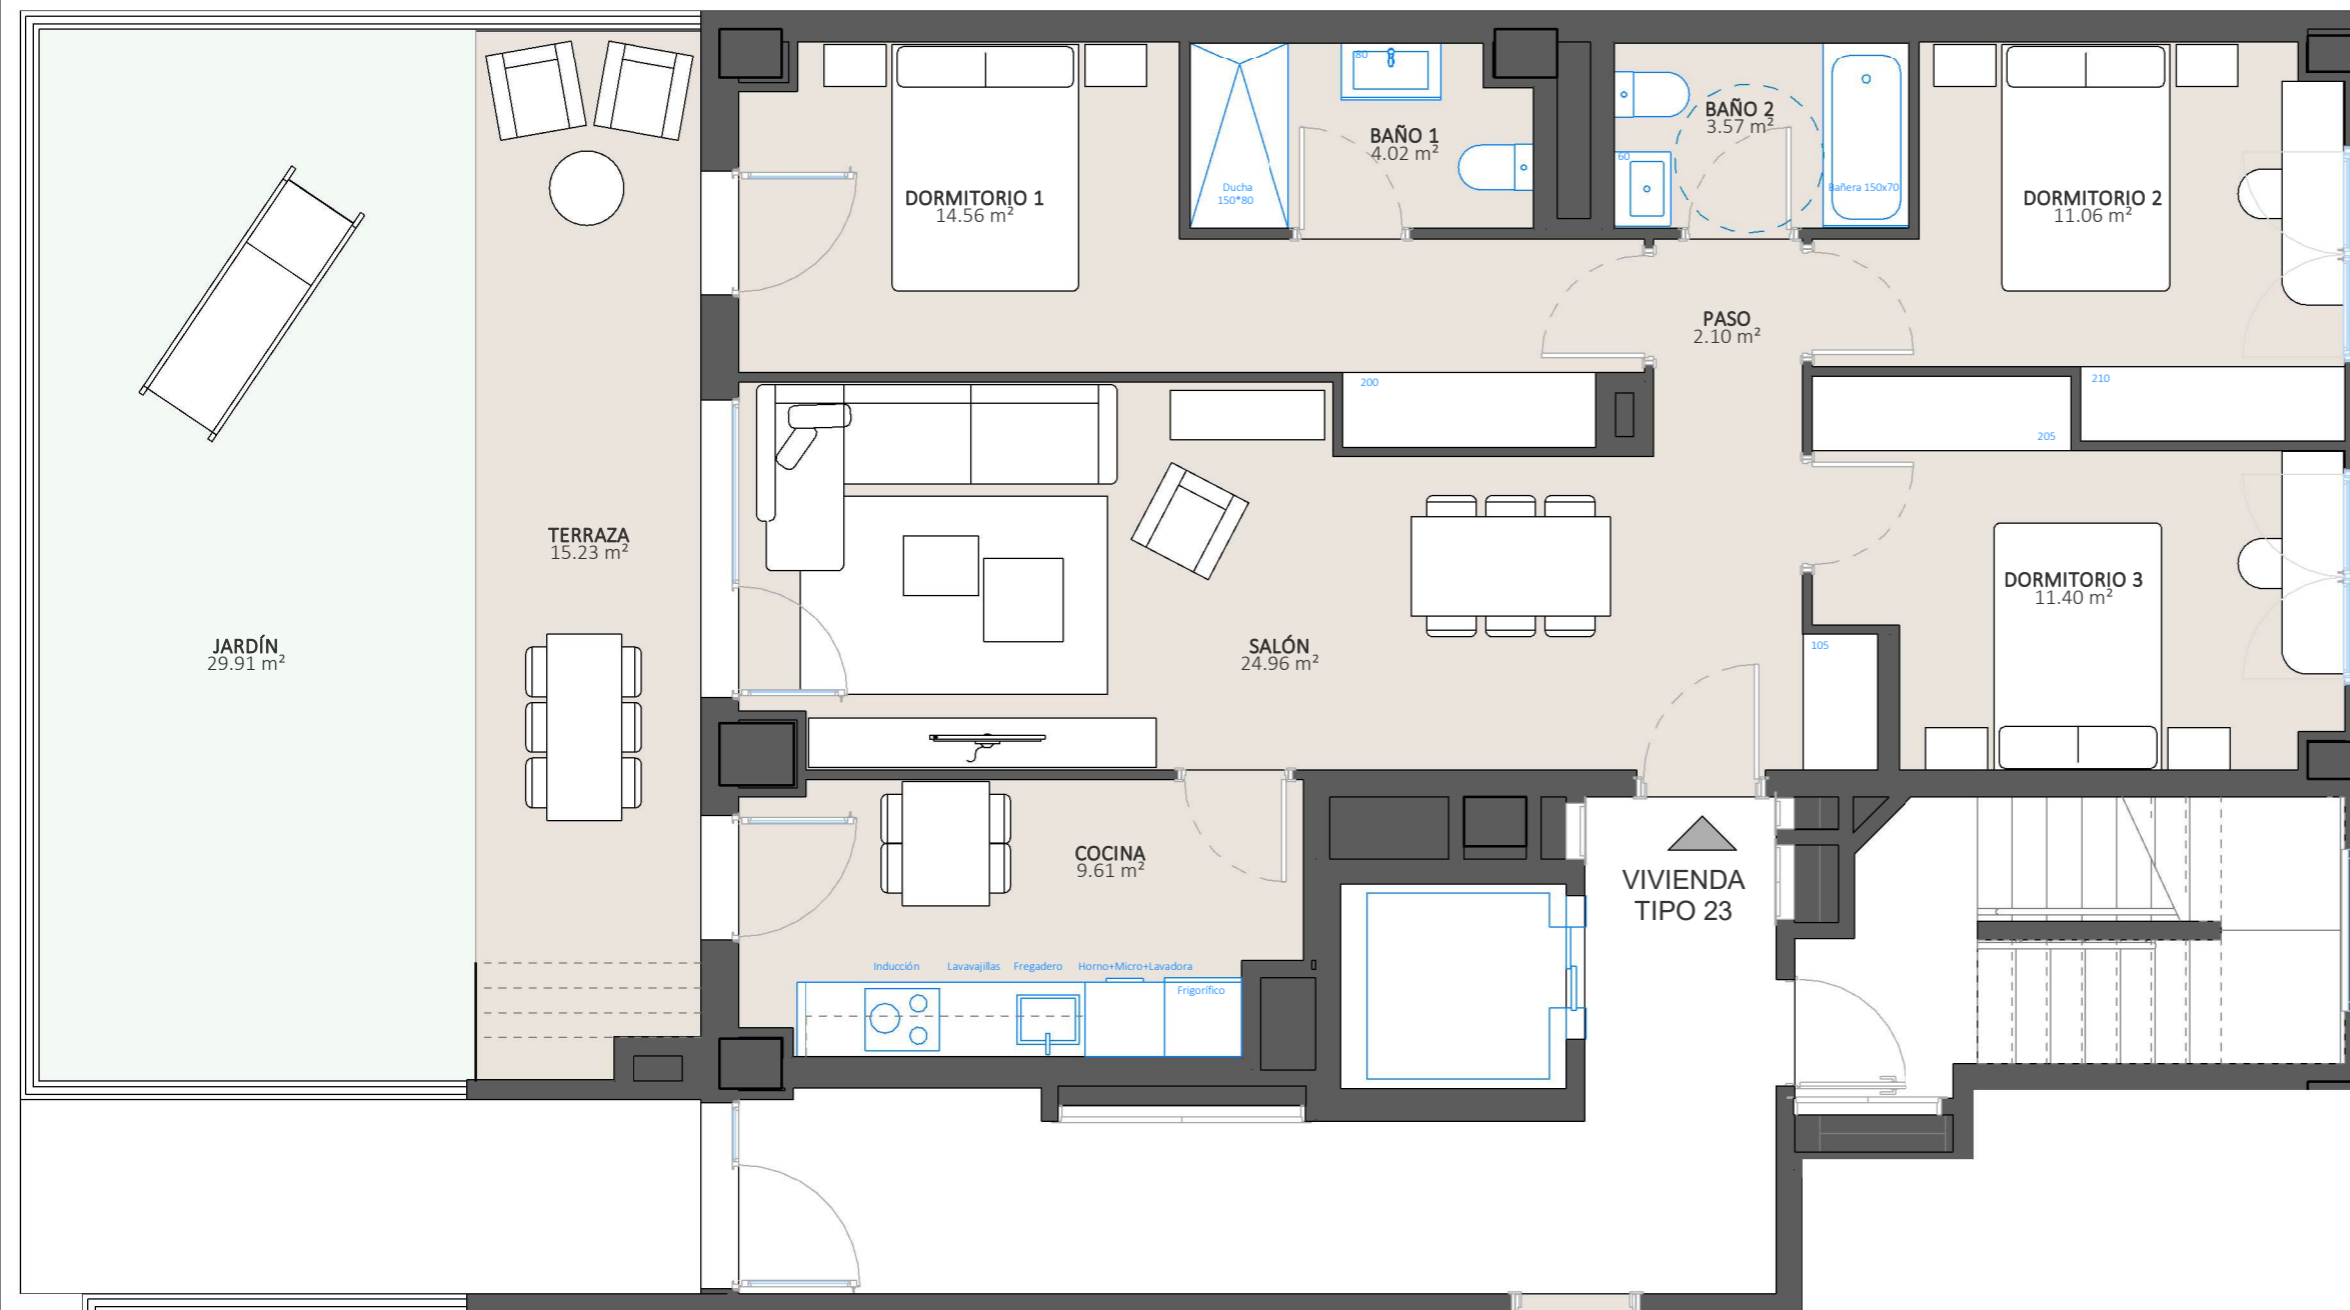 80
BAÑO 1
4.02 m²
Ducha
150*80
DORMITORIO 1
14.56 m²
BAÑO 2
3.57 m²
60
Bañera 150x70
DORMITORIO 2
11.06 m²
PASO
2.10 m²
200
210
205
TERRAZA
15.23 m²
JARDÍN
29.91 m²
SALÓN
24.96 m²
DORMITORIO 3
11.40 m²
105
COCINA
9.61 m²
VIVIENDA
TIPO 23
Inducción
Lavavajillas
Fregadero
Horno+Micro+Lavadora
Frigorífico